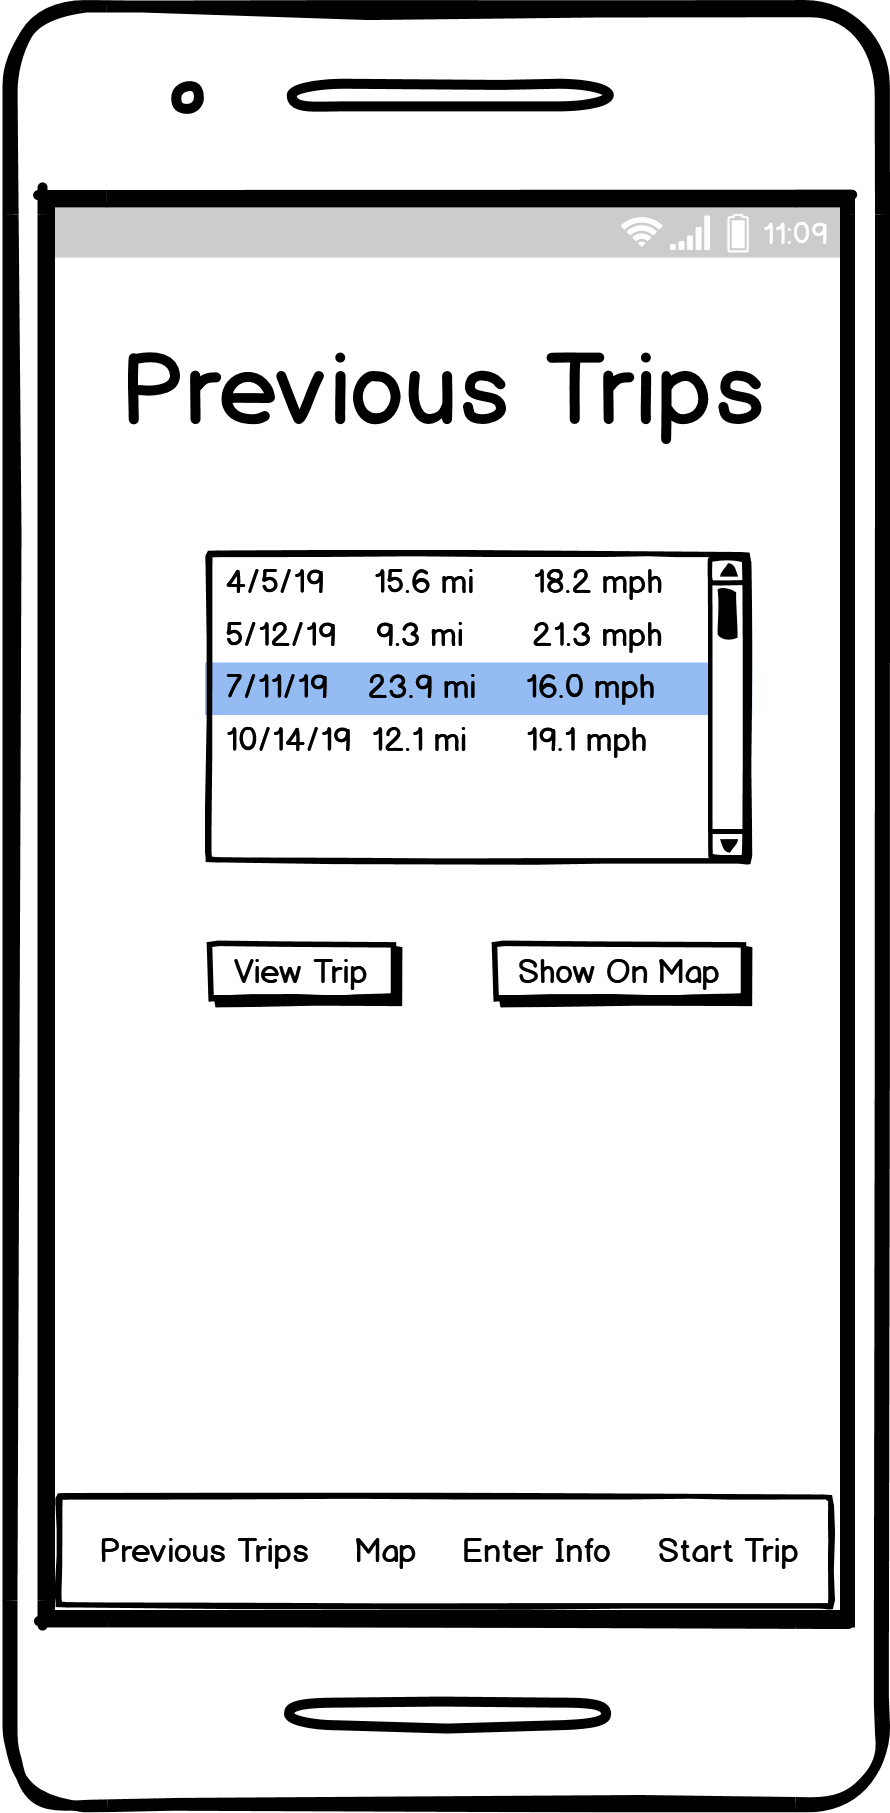 11:09
Previous Trips
4/5/19 15.6 mi 18.2 mph
5/12/19 9.3 mi 21.3 mph
7/11/19 23.9 mi 16.0 mph
10/14/19 12.1 mi 19.1 mph
View Trip Show On Map
Previous Trips Map Enter Info Start Trip